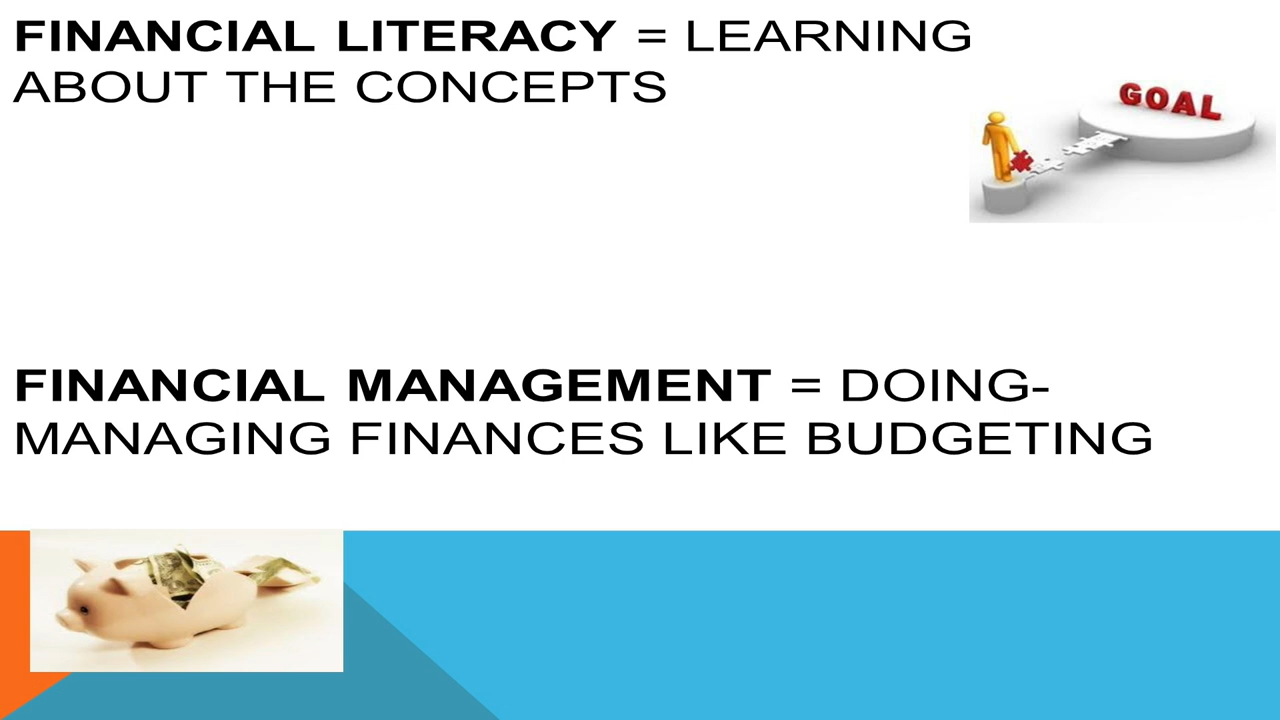 FINANCIAL LITERACY = LEARNING
ABOUT THE CONCEPTS
GOAL
FINANCIAL MANAGEMENT = DOING-
MANAGING FINANCES LIKE BUDGETING